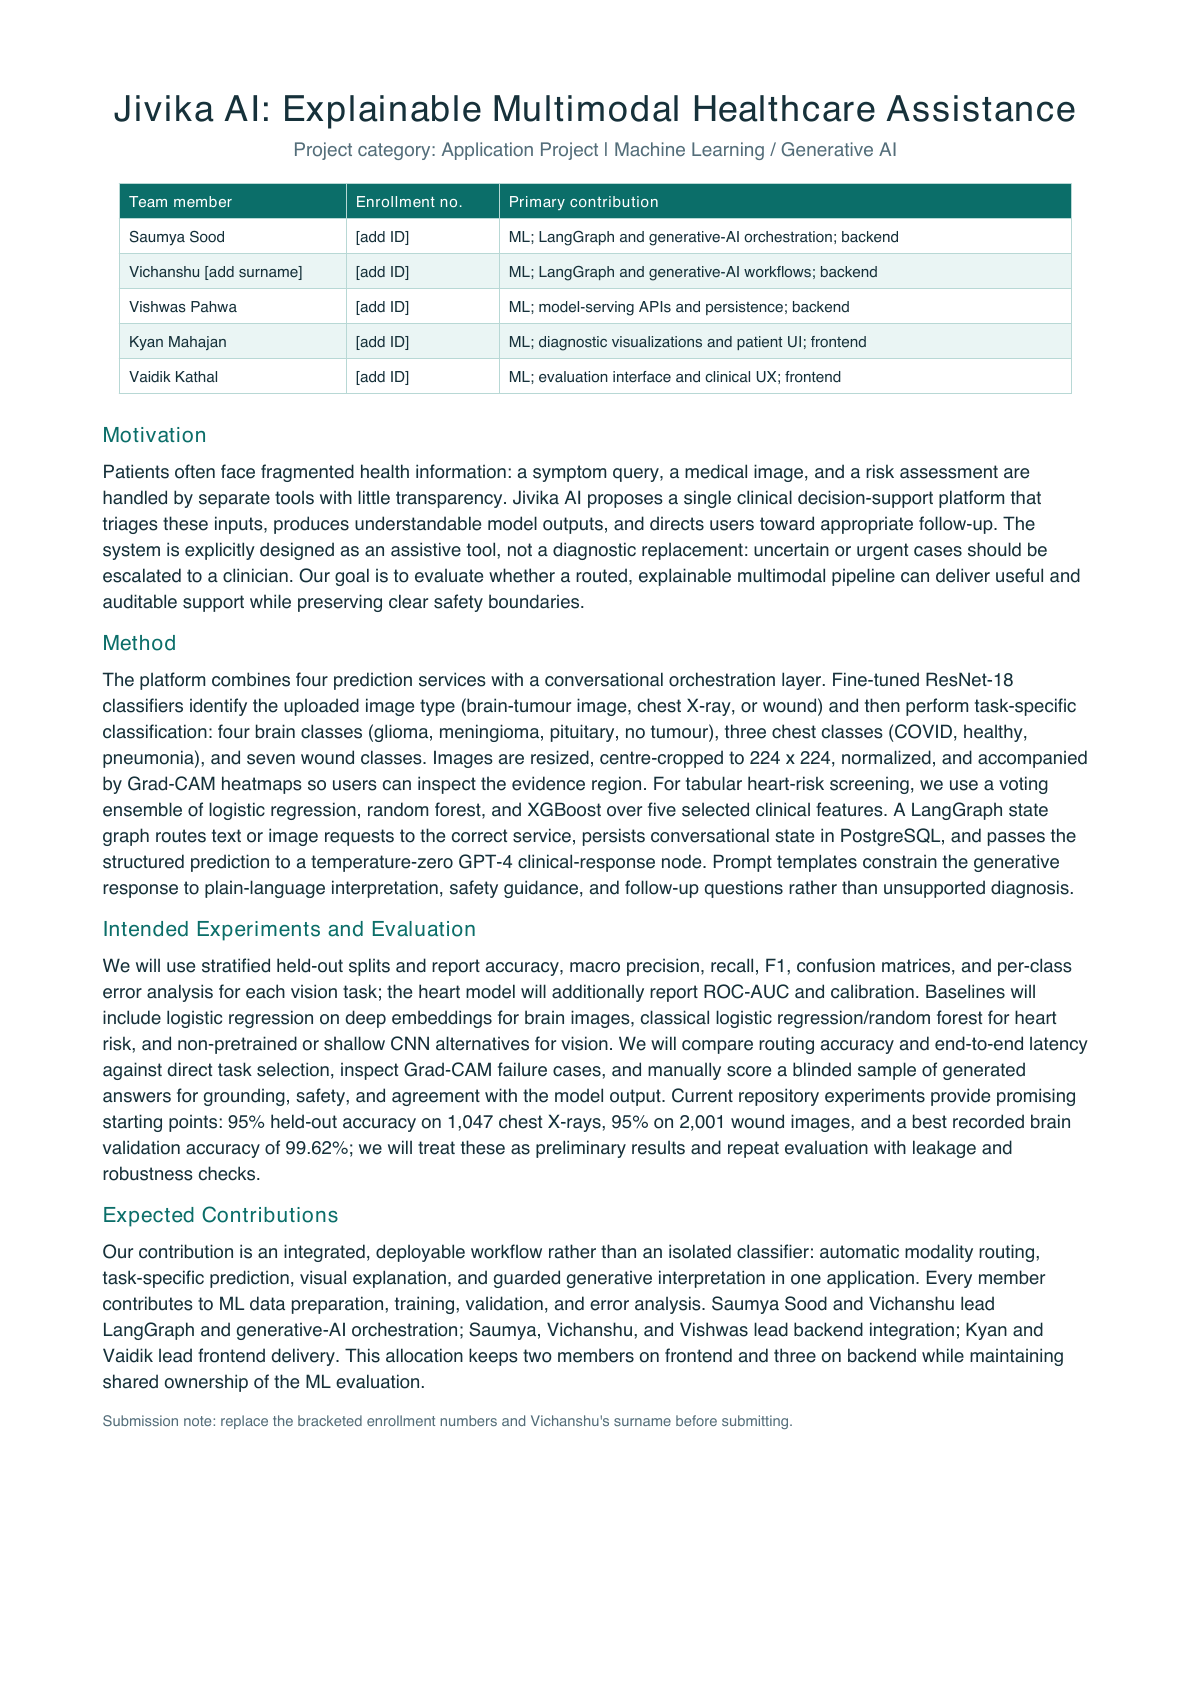 Jivika AI: Explainable Multimodal Healthcare Assistance
Project category: Application Project | Machine Learning / Generative AI
Team member Enrollment no. Primary contribution
Saumya Sood [add ID] ML; LangGraph and generative-AI orchestration; backend
Vichanshu [add surname] [add ID] ML; LangGraph and generative-AI workflows; backend
Vishwas Pahwa [add ID] ML; model-serving APIs and persistence; backend
Kyan Mahajan [add ID] ML; diagnostic visualizations and patient UI; frontend
Vaidik Kathal [add ID] ML; evaluation interface and clinical UX; frontend
Motivation
Patients often face fragmented health information: a symptom query, a medical image, and a risk assessment are
handled by separate tools with little transparency. Jivika AI proposes a single clinical decision-support platform that
triages these inputs, produces understandable model outputs, and directs users toward appropriate follow-up. The
system is explicitly designed as an assistive tool, not a diagnostic replacement: uncertain or urgent cases should be
escalated to a clinician. Our goal is to evaluate whether a routed, explainable multimodal pipeline can deliver useful and
auditable support while preserving clear safety boundaries.
Method
The platform combines four prediction services with a conversational orchestration layer. Fine-tuned ResNet-18
classifiers identify the uploaded image type (brain-tumour image, chest X-ray, or wound) and then perform task-specific
classification: four brain classes (glioma, meningioma, pituitary, no tumour), three chest classes (COVID, healthy,
pneumonia), and seven wound classes. Images are resized, centre-cropped to 224 x 224, normalized, and accompanied
by Grad-CAM heatmaps so users can inspect the evidence region. For tabular heart-risk screening, we use a voting
ensemble of logistic regression, random forest, and XGBoost over five selected clinical features. A LangGraph state
graph routes text or image requests to the correct service, persists conversational state in PostgreSQL, and passes the
structured prediction to a temperature-zero GPT-4 clinical-response node. Prompt templates constrain the generative
response to plain-language interpretation, safety guidance, and follow-up questions rather than unsupported diagnosis.
Intended Experiments and Evaluation
We will use stratified held-out splits and report accuracy, macro precision, recall, F1, confusion matrices, and per-class
error analysis for each vision task; the heart model will additionally report ROC-AUC and calibration. Baselines will
include logistic regression on deep embeddings for brain images, classical logistic regression/random forest for heart
risk, and non-pretrained or shallow CNN alternatives for vision. We will compare routing accuracy and end-to-end latency
against direct task selection, inspect Grad-CAM failure cases, and manually score a blinded sample of generated
answers for grounding, safety, and agreement with the model output. Current repository experiments provide promising
starting points: 95% held-out accuracy on 1,047 chest X-rays, 95% on 2,001 wound images, and a best recorded brain
validation accuracy of 99.62%; we will treat these as preliminary results and repeat evaluation with leakage and
robustness checks.
Expected Contributions
Our contribution is an integrated, deployable workflow rather than an isolated classifier: automatic modality routing,
task-specific prediction, visual explanation, and guarded generative interpretation in one application. Every member
contributes to ML data preparation, training, validation, and error analysis. Saumya Sood and Vichanshu lead
LangGraph and generative-AI orchestration; Saumya, Vichanshu, and Vishwas lead backend integration; Kyan and
Vaidik lead frontend delivery. This allocation keeps two members on frontend and three on backend while maintaining
shared ownership of the ML evaluation.
Submission note: replace the bracketed enrollment numbers and Vichanshu's surname before submitting.